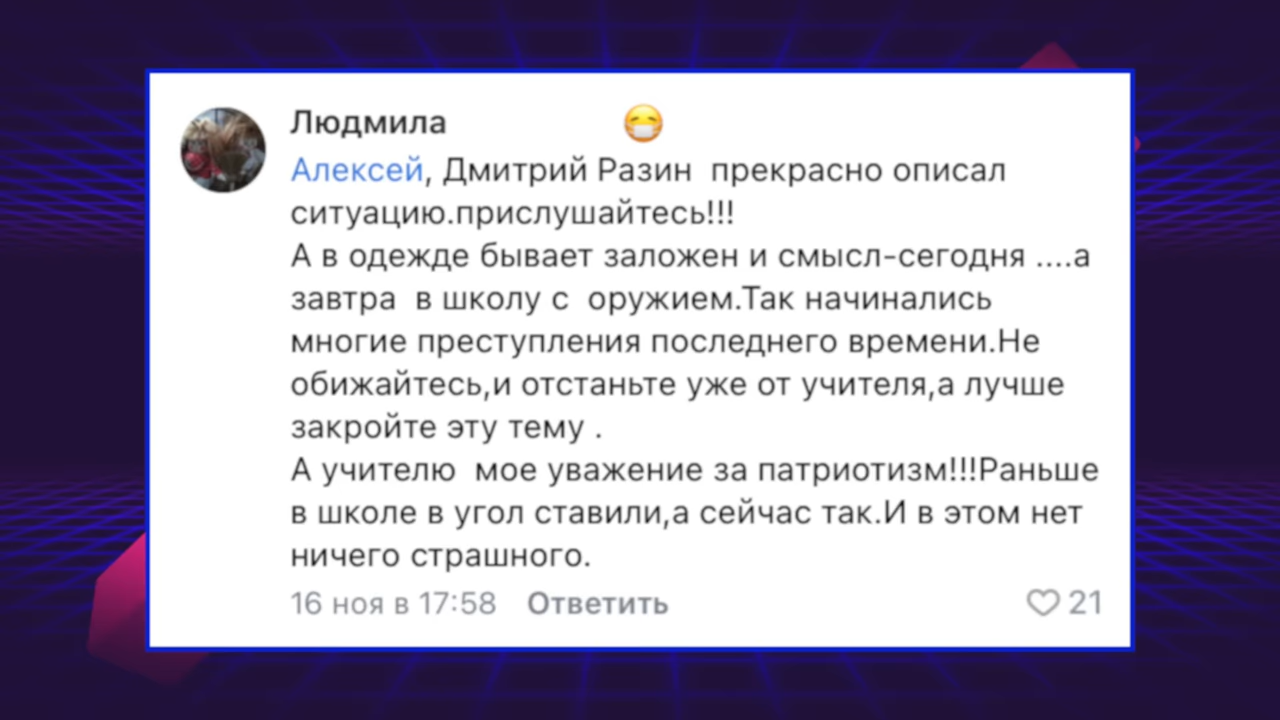 Людмила 😷
Алексей, Дмитрий Разин прекрасно описал
ситуацию.прислушайтесь!!!
А в одежде бывает заложен и смысл-сегодня ....а
завтра в школу с оружием.Так начинались
многие преступления последнего времени.Не
обижайтесь,и отстаньте уже от учителя,а лучше
закройте эту тему .
А учителю мое уважение за патриотизм!!!Раньше
в школе в угол ставили,а сейчас так.И в этом нет
ничего страшного.
16 ноя в 17:58 Ответить 21